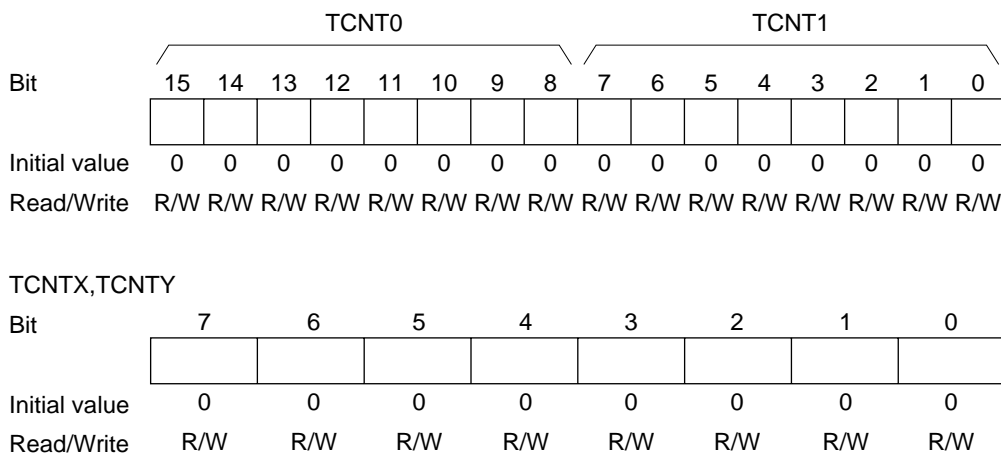 TCNT0 TCNT1
Bit 15 14 13 12 11 10 9 8 7 6 5 4 3 2 1 0
Initial value 0 0 0 0 0 0 0 0 0 0 0 0 0 0 0 0
Read/Write R/W R/W R/W R/W R/W R/W R/W R/W R/W R/W R/W R/W R/W R/W R/W R/W
TCNTX,TCNTY
Bit 7 6 5 4 3 2 1 0
Initial value 0 0 0 0 0 0 0 0
Read/Write R/W R/W R/W R/W R/W R/W R/W R/W